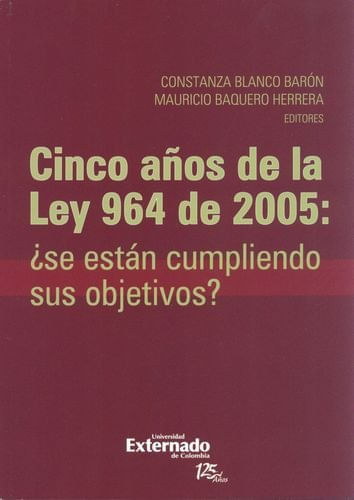 CONSTANZA BLANCO BARÓN
MAURICIO BAQUERO HERRERA
EDITORES
Cinco años de la
Ley 964 de 2005:
¿se están cumpliendo
sus objetivos?
Universidad
Externado
de Colombia
125 Años